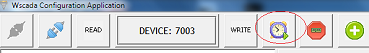 Wscada Configuration Application
READ
DEVICE: 7003
WRITE